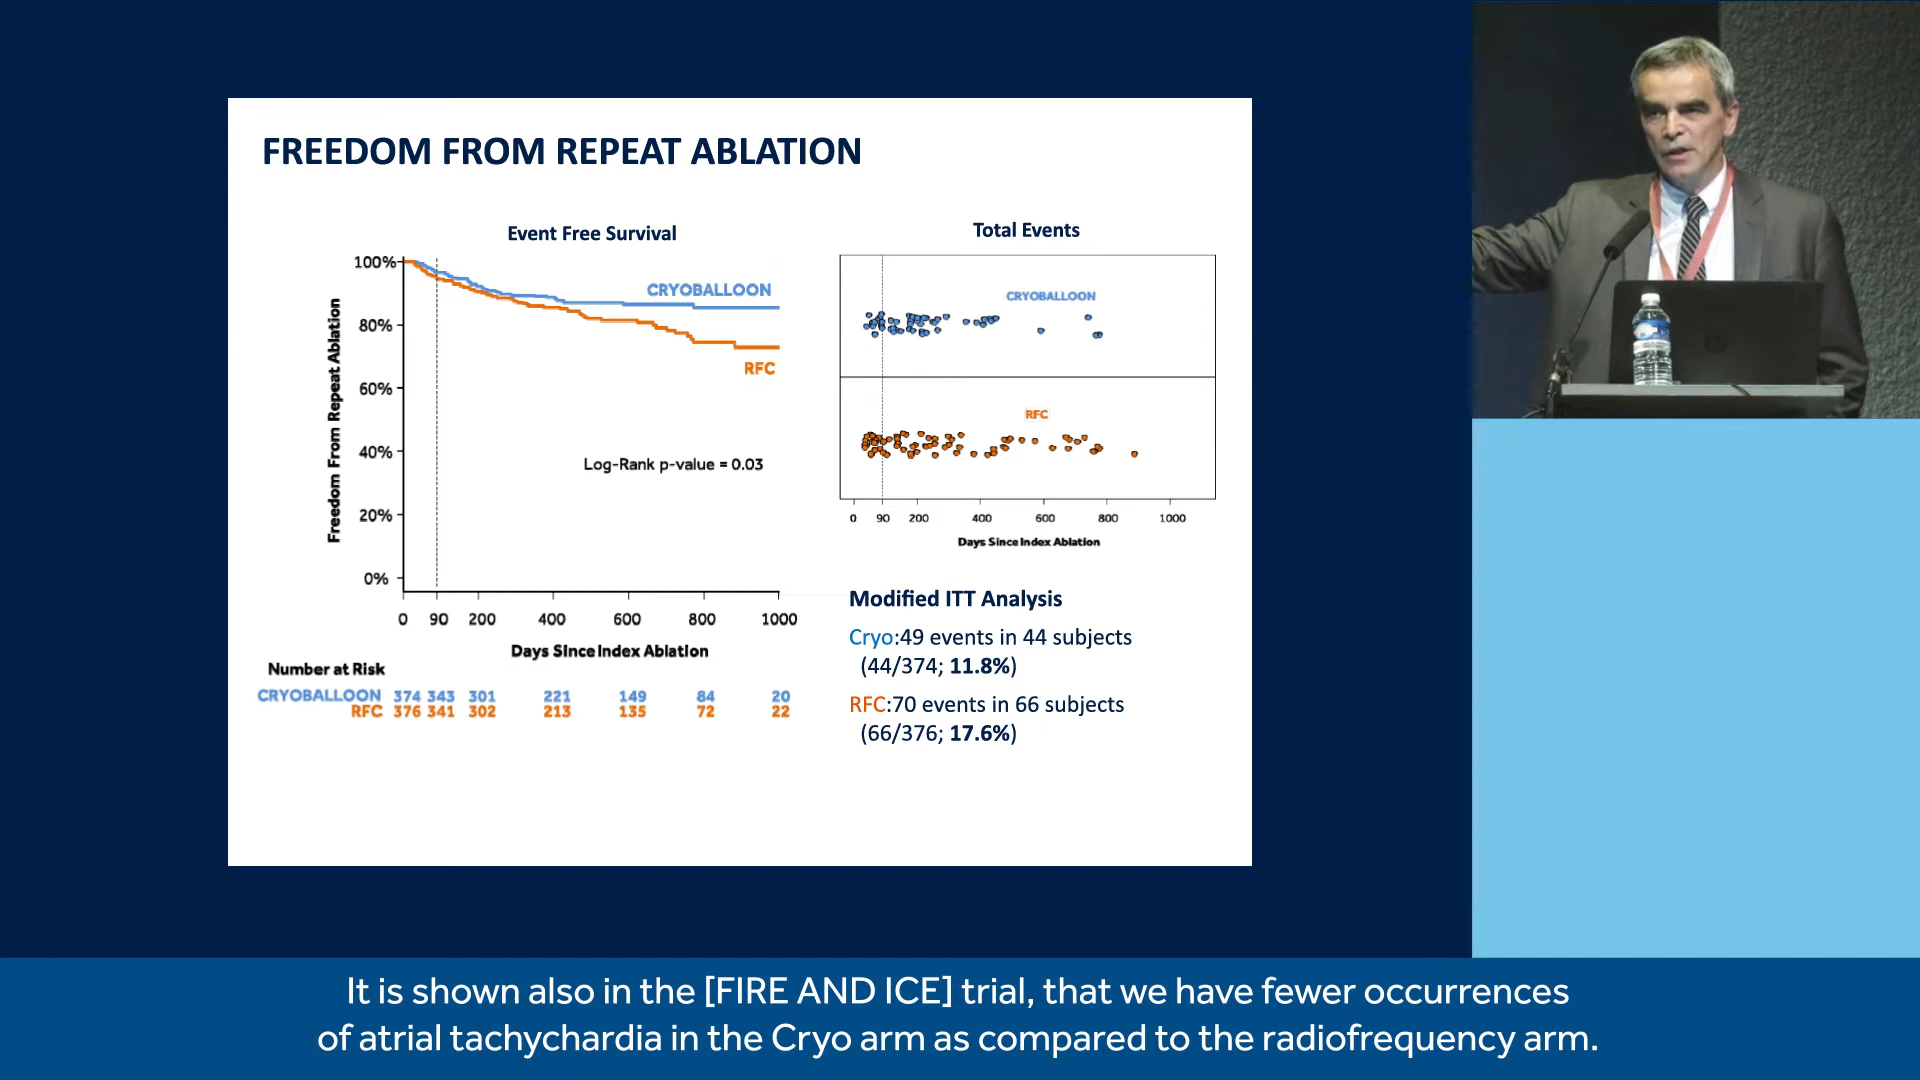 FREEDOM FROM REPEAT ABLATION
Event Free Survival
Freedom From Repeat Ablation
100%
80%
60%
40%
20%
0%
CRYOBALLOON
RFC
Log-Rank p-value = 0.03
0 90 200 400 600 800 1000
Days Since Index Ablation
Number at Risk
CRYOBALLOON 374 343 301 221 149 84 20
RFC 376 341 302 213 135 72 22
Total Events
CRYOBALLOON
RFC
0 90 200 400 600 800 1000
Days Since Index Ablation
Modified ITT Analysis
Cryo:49 events in 44 subjects
(44/374; 11.8%)
RFC:70 events in 66 subjects
(66/376; 17.6%)
It is shown also in the [FIRE AND ICE] trial, that we have fewer occurrences
of atrial tachychardia in the Cryo arm as compared to the radiofrequency arm.